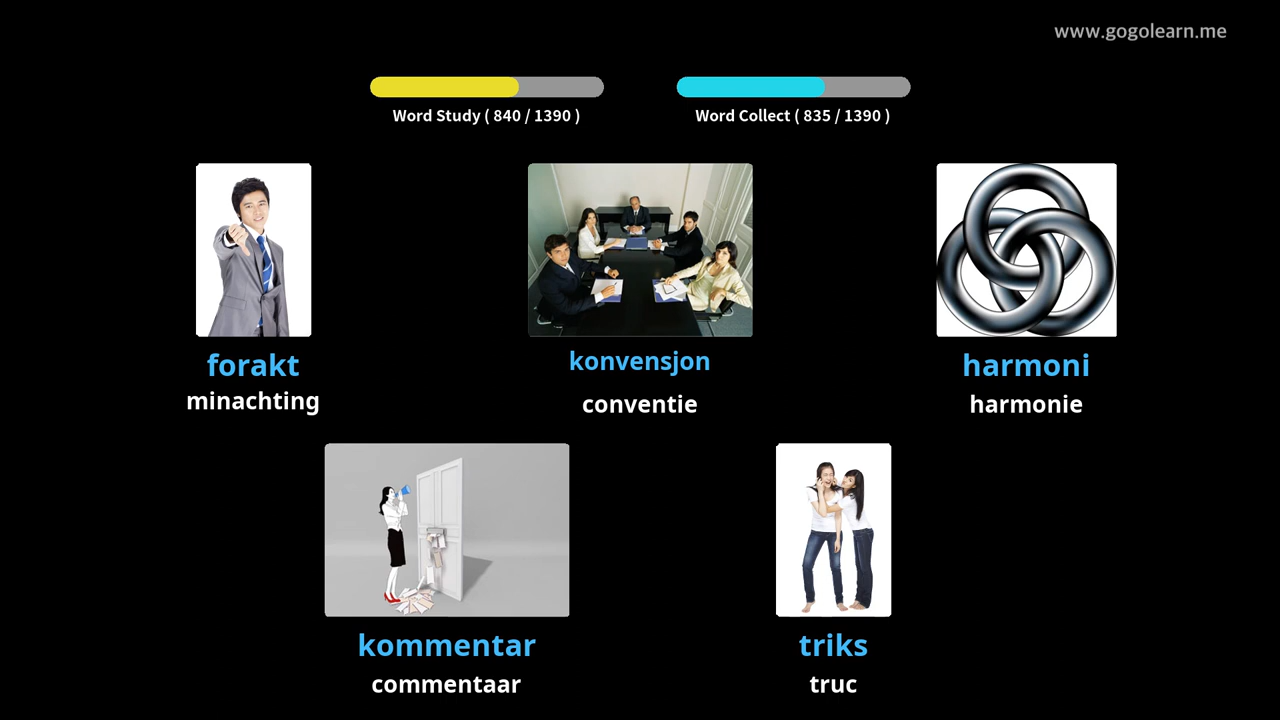 www.gogolearn.me
Word Study ( 840 / 1390 )
Word Collect ( 835 / 1390 )
forakt
minachting
konvensjon
conventie
harmoni
harmonie
kommentar
commentaar
triks
truc